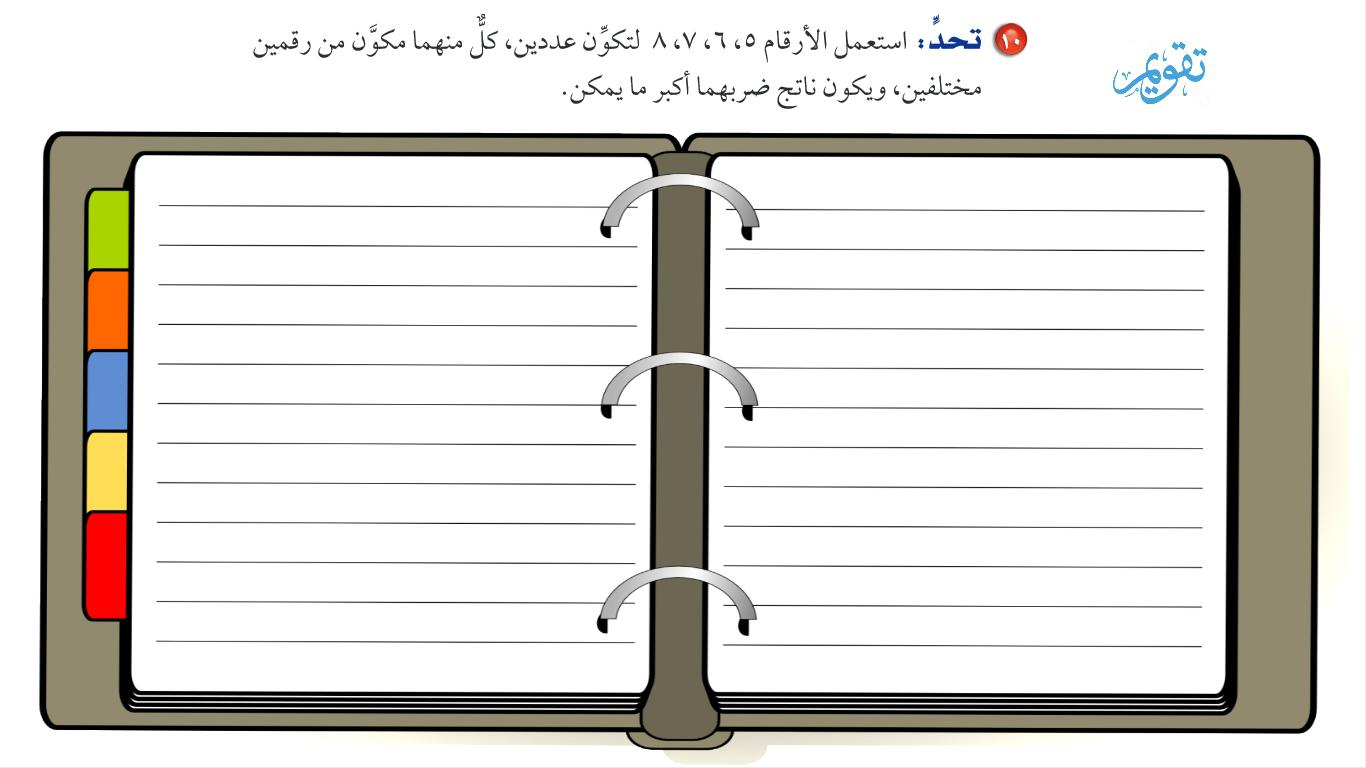 تقويم
١٠ تحدٍّ: استعمل الأرقام ٥، ٦، ٧، ٨ لتكوِّن عددين، كلٌّ منهما مكوَّن من رقمين
مختلفين، ويكون ناتج ضربهما أكبر ما يمكن.